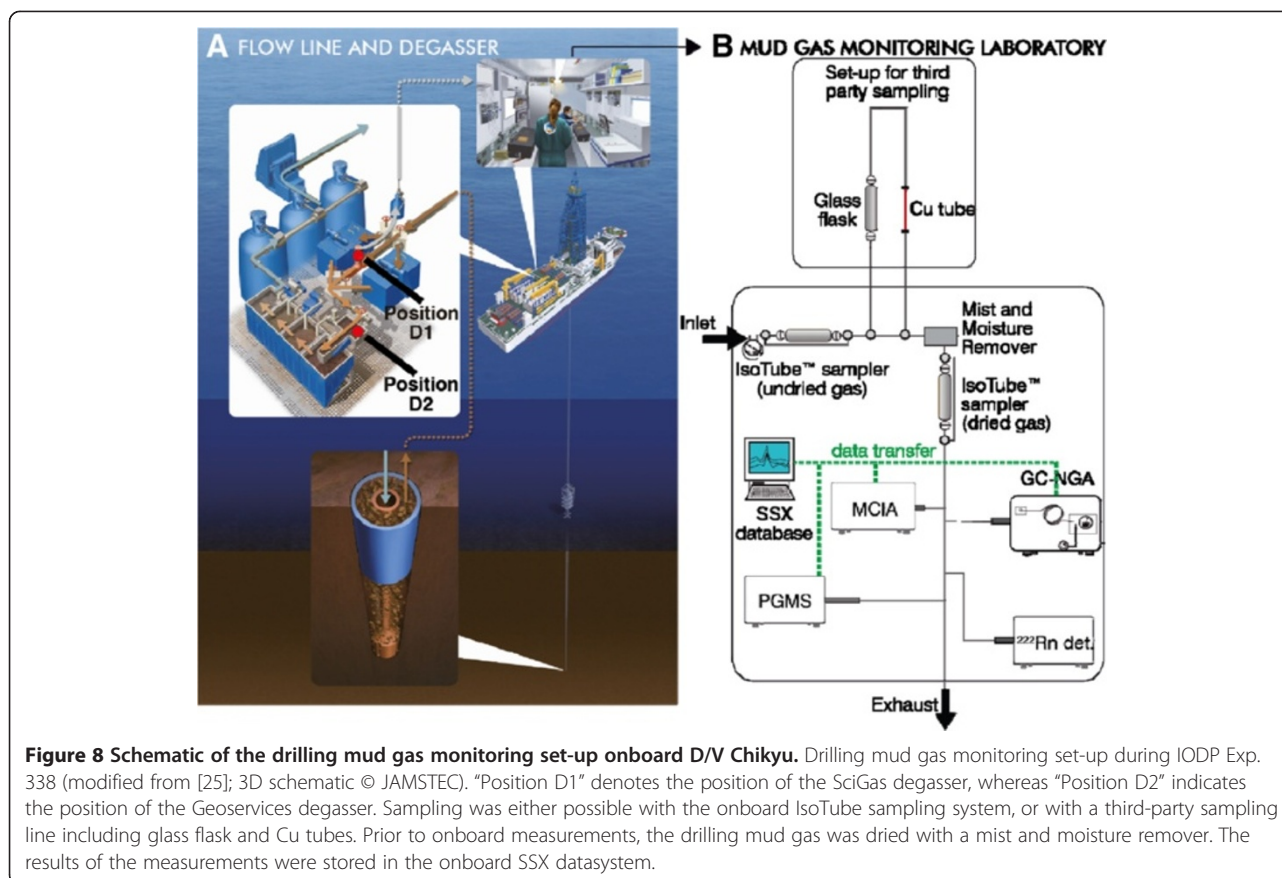 A FLOW LINE AND DEGASSER
Position
D1
Position
D2
B MUD GAS MONITORING LABORATORY
Set-up for third
party sampling
Glass
flask
Cu tube
Inlet
Mist and
Moisture
Remover
IsoTube™ sampler
(undried gas)
IsoTube™
sampler
(dried gas)
data transfer
SSX
database
MCIA
GC-NGA
PGMS
²²²Rn det.
Exhaust
Figure 8 Schematic of the drilling mud gas monitoring set-up onboard D/V Chikyu. Drilling mud gas monitoring set-up during IODP Exp.
338 (modified from [25]; 3D schematic © JAMSTEC). “Position D1” denotes the position of the SciGas degasser, whereas “Position D2” indicates
the position of the Geoservices degasser. Sampling was either possible with the onboard IsoTube sampling system, or with a third-party sampling
line including glass flask and Cu tubes. Prior to onboard measurements, the drilling mud gas was dried with a mist and moisture remover. The
results of the measurements were stored in the onboard SSX datasystem.